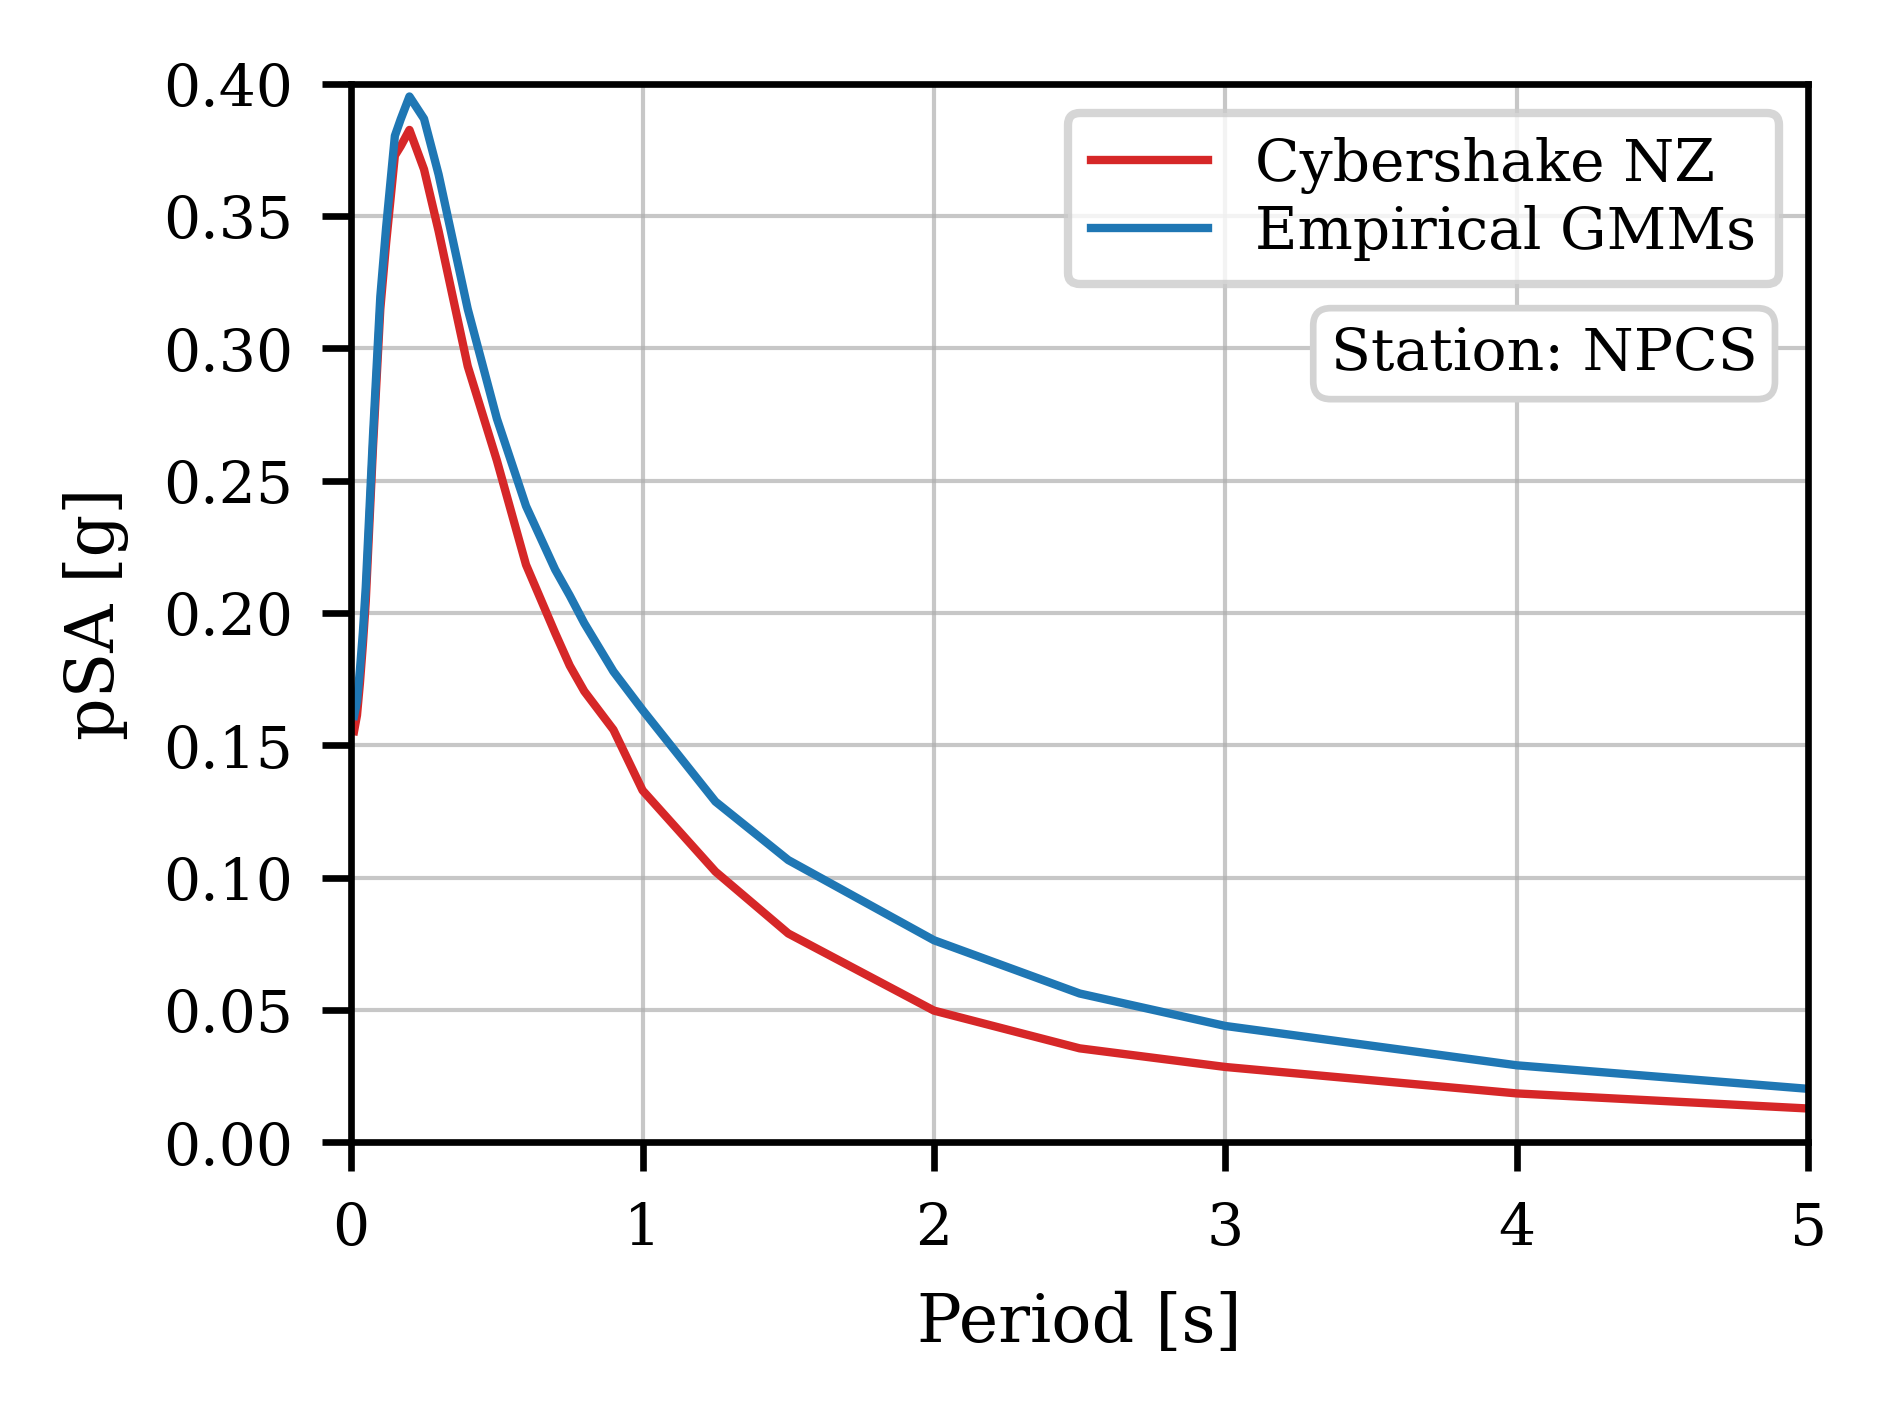 0.40
0.35
0.30
0.25
0.20
0.15
0.10
0.05
0.00
pSA [g]
Cybershake NZ
Empirical GMMs
Station: NPCS
0 1 2 3 4 5
Period [s]